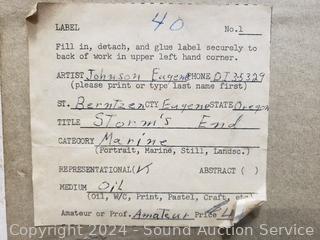 40
LABEL No.1
Fill in, detach, and glue label securely to
back of work in upper left hand corner.
ARTIST Johnson Eugene PHONE DI35329
(please print or type last name first)
ST. Berntzen CITY Eugene STATE Oregon
TITLE Storm's End
CATEGORY Marine
(Portrait, Marine, Still, Landsc.)
REPRESENTATIONAL( ABSTRACT ( )
MEDIUM Oil
(Oil, W/C, Print, Pastel, Craft, etc)
Amateur or Prof. Amateur Price
Copyright © 2024 - Sound Auction Service